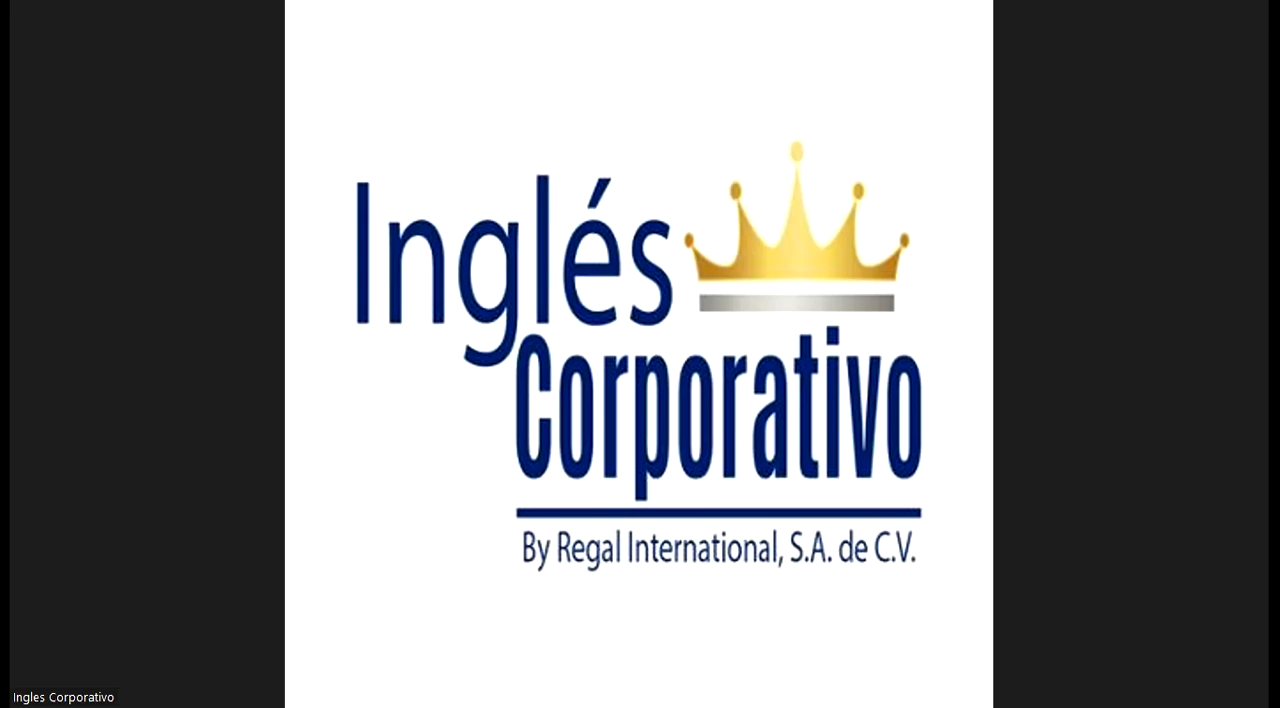 Inglés
Corporativo
By Regal International, S.A. de C.V.
Ingles Corporativo